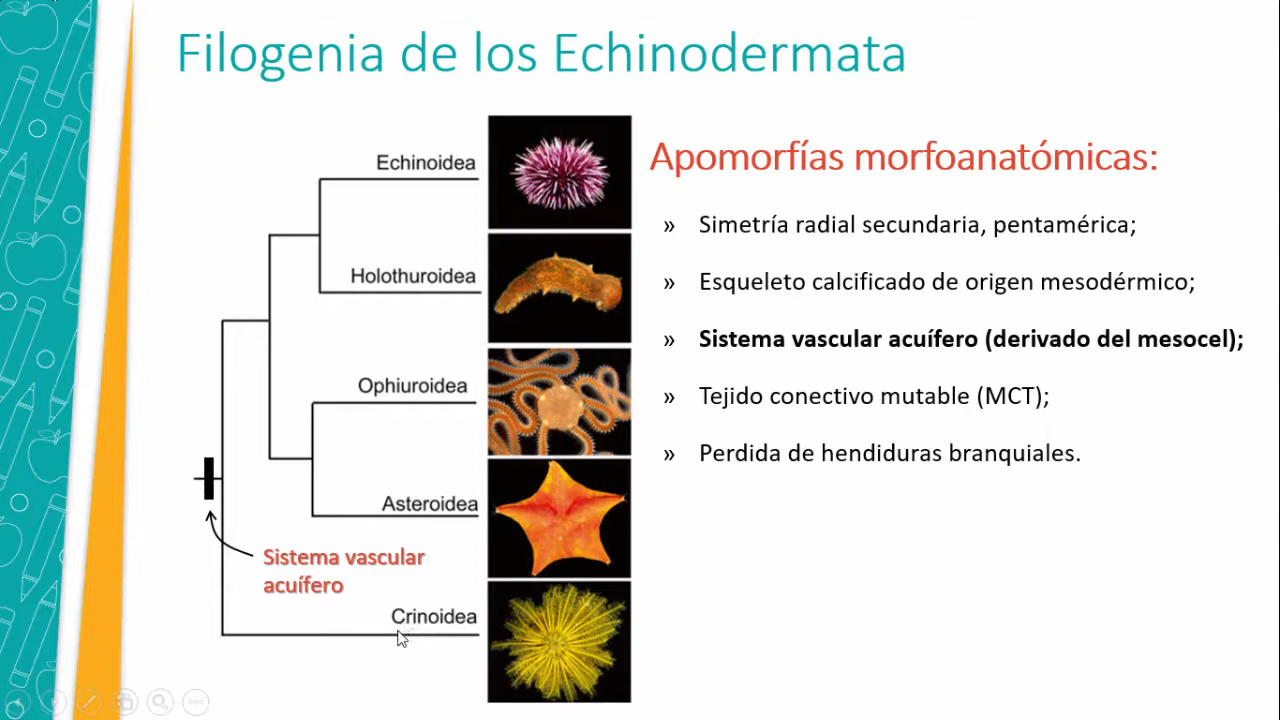 Filogenia de los Echinodermata
Echinoidea
Holothuroidea
Ophiuroidea
Asteroidea
Sistema vascular
acuífero
Crinoidea
Apomorfías morfoanatómicas:
» Simetría radial secundaria, pentamérica;
» Esqueleto calcificado de origen mesodérmico;
» Sistema vascular acuífero (derivado del mesocel);
» Tejido conectivo mutable (MCT);
» Perdida de hendiduras branquiales.